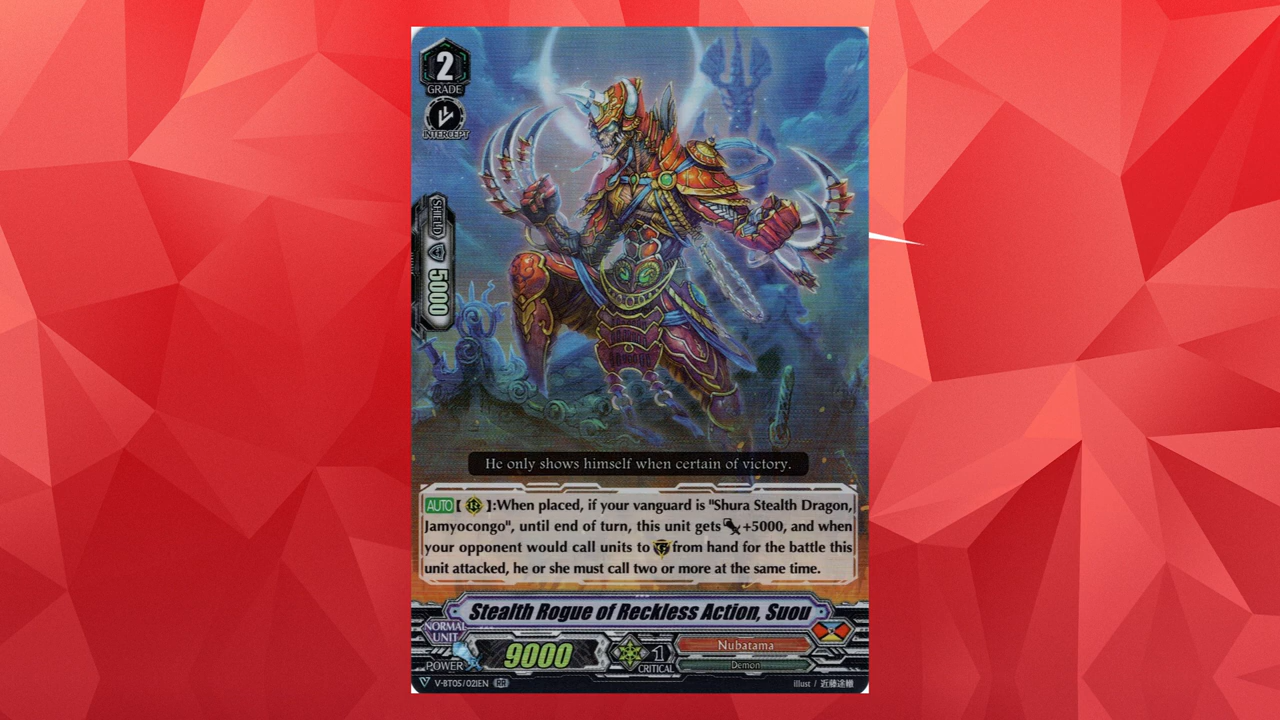 2
GRADE
INTERCEPT
SHIELD
5000
He only shows himself when certain of victory.
AUTO [ ]:When placed, if your vanguard is "Shura Stealth Dragon,
Jamyocongo", until end of turn, this unit gets +5000, and when
your opponent would call units to from hand for the battle this
unit attacked, he or she must call two or more at the same time.
Stealth Rogue of Reckless Action, Suou
NORMAL
UNIT
POWER 9000
1
CRITICAL
Nubatama
Demon
V-BT05/021EN RR
illust / 近藤途轍